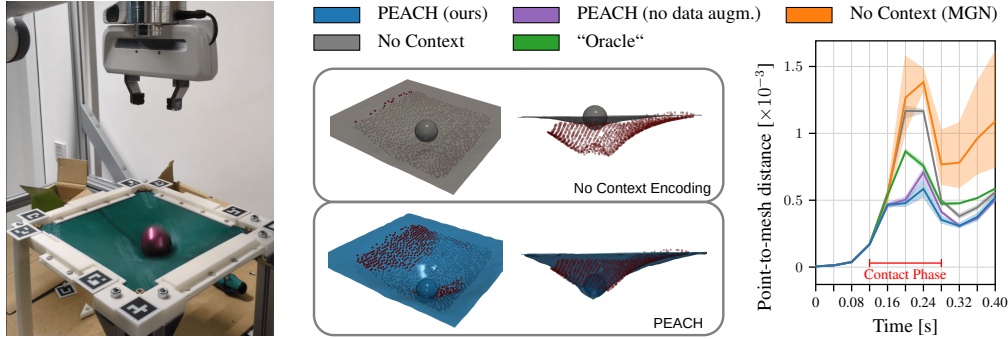 PEACH (ours)
PEACH (no data augm.)
No Context (MGN)
No Context
“Oracle“
No Context Encoding
PEACH
Point-to-mesh distance [×10⁻³]
1.5
1
0.5
0
Contact Phase
0 0.08 0.16 0.24 0.32 0.40
Time [s]